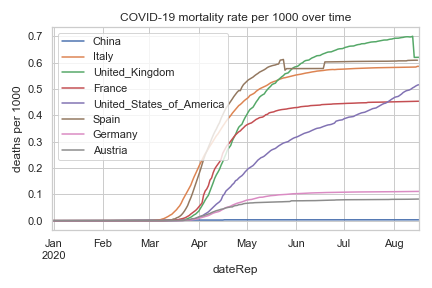 COVID-19 mortality rate per 1000 over time
deaths per 1000
0.7
0.6
0.5
0.4
0.3
0.2
0.1
0.0
China
Italy
United_Kingdom
France
United_States_of_America
Spain
Germany
Austria
Jan Feb Mar Apr May Jun Jul Aug
2020
dateRep